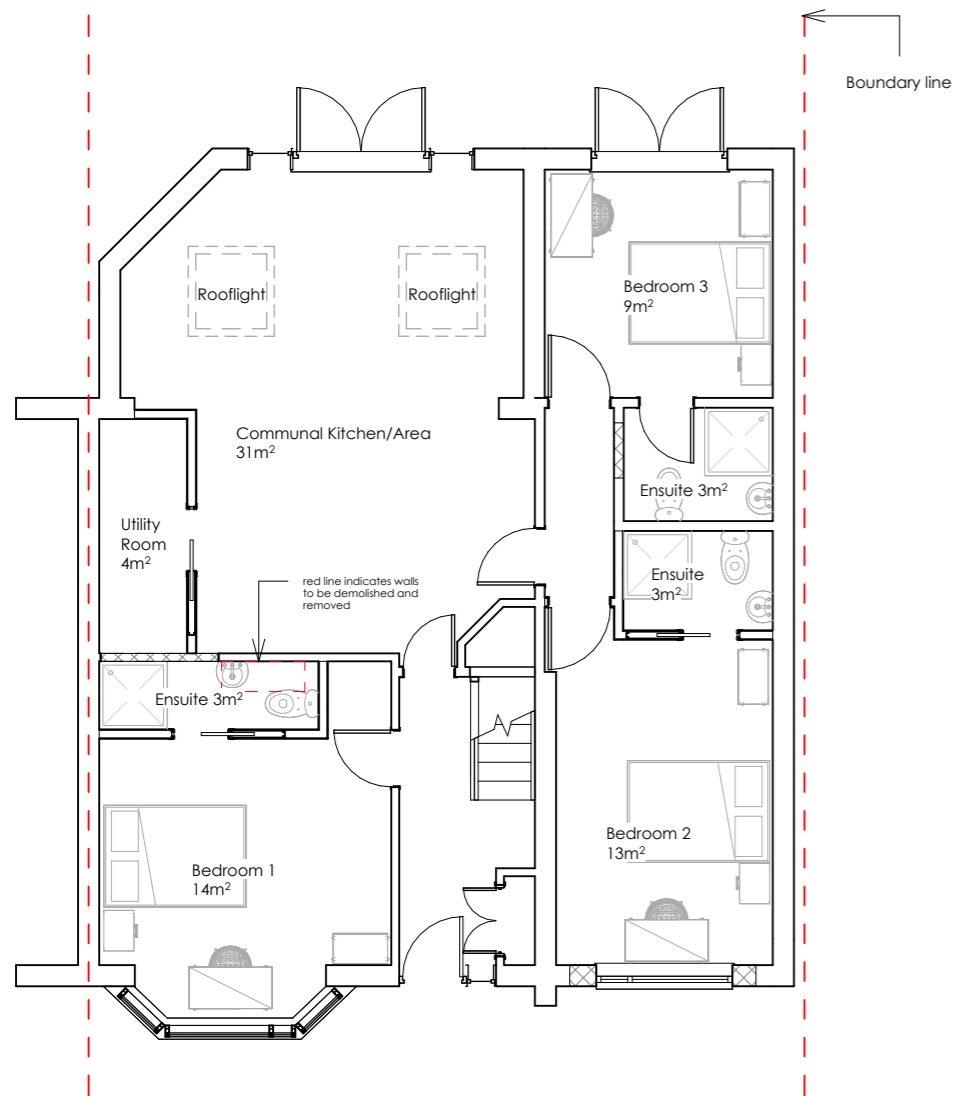 Boundary line
Rooflight
Rooflight
Bedroom 3
9m²
Communal Kitchen/Area
31m²
Ensuite 3m²
Utility
Room
4m²
Ensuite
3m²
red line indicates walls
to be demolished and
removed
Ensuite 3m²
Bedroom 2
13m²
Bedroom 1
14m²